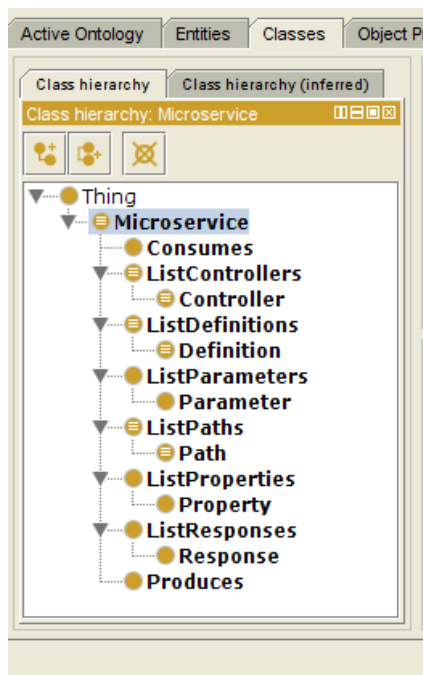 Active Ontology Entities Classes Object P
Class hierarchy Class hierarchy (inferred)
Class hierarchy: Microservice
Thing
Microservice
Consumes
ListControllers
Controller
ListDefinitions
Definition
ListParameters
Parameter
ListPaths
Path
ListProperties
Property
ListResponses
Response
Produces